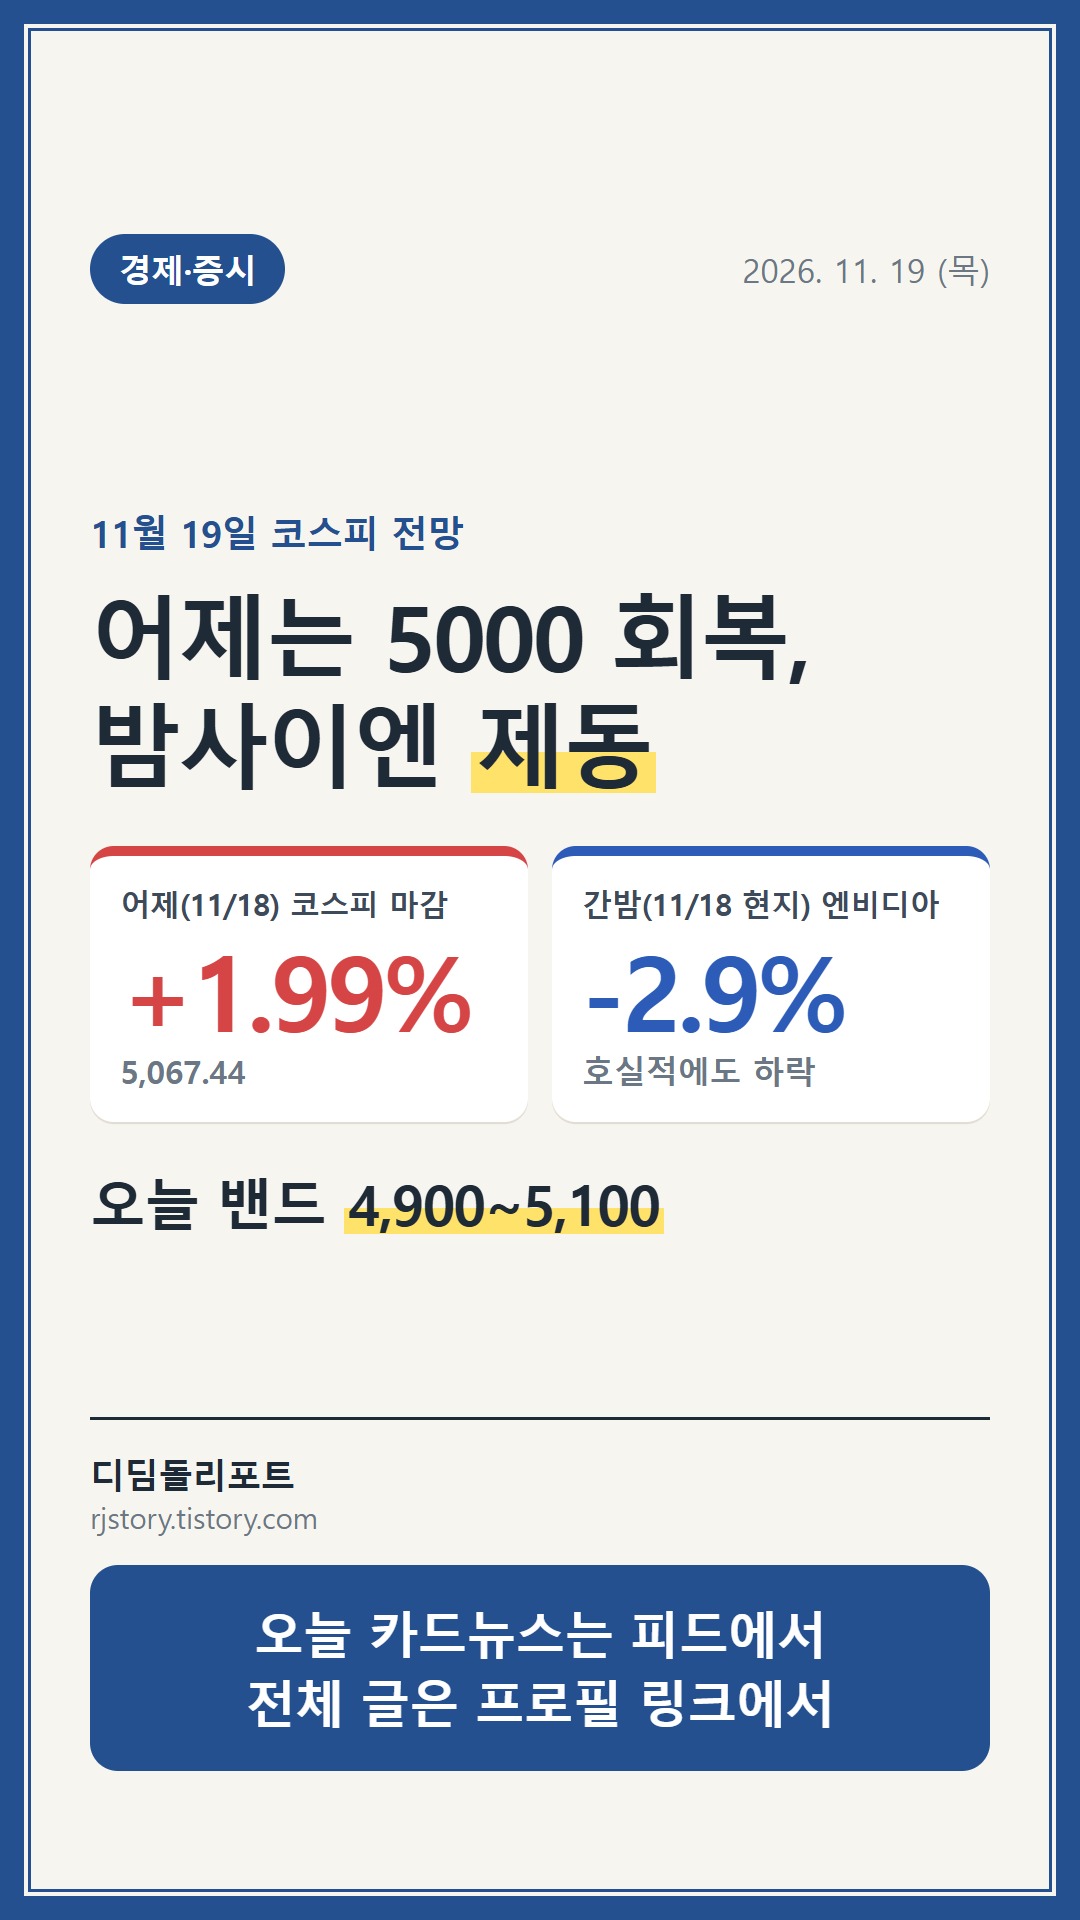 경제·증시
2026. 11. 19 (목)
11월 19일 코스피 전망
어제는 5000 회복,
밤사이엔 제동
어제(11/18) 코스피 마감
+1.99%
5,067.44
간밤(11/18 현지) 엔비디아
-2.9%
호실적에도 하락
오늘 밴드 4,900~5,100
디딤돌리포트
rjstory.tistory.com
오늘 카드뉴스는 피드에서
전체 글은 프로필 링크에서